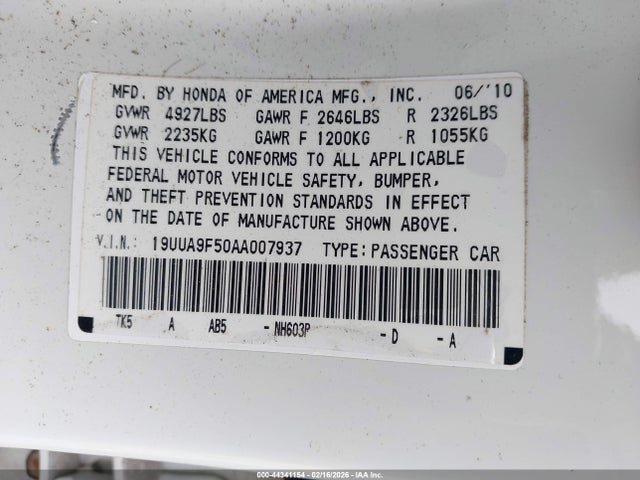 MFD. BY HONDA OF AMERICA MFG., INC. 06/'10
GVWR 4927LBS GAWR F 2646LBS R 2326LBS
GVWR 2235KG GAWR F 1200KG R 1055KG
THIS VEHICLE CONFORMS TO ALL APPLICABLE
FEDERAL MOTOR VEHICLE SAFETY, BUMPER,
AND THEFT PREVENTION STANDARDS IN EFFECT
ON THE DATE OF MANUFACTURE SHOWN ABOVE.
V.I.N.: 19UUA9F50AA007937 TYPE:PASSENGER CAR
TK5 A AB5 -NH603P -D -A
000-44341154 - 02/16/2026 - IAA Inc.